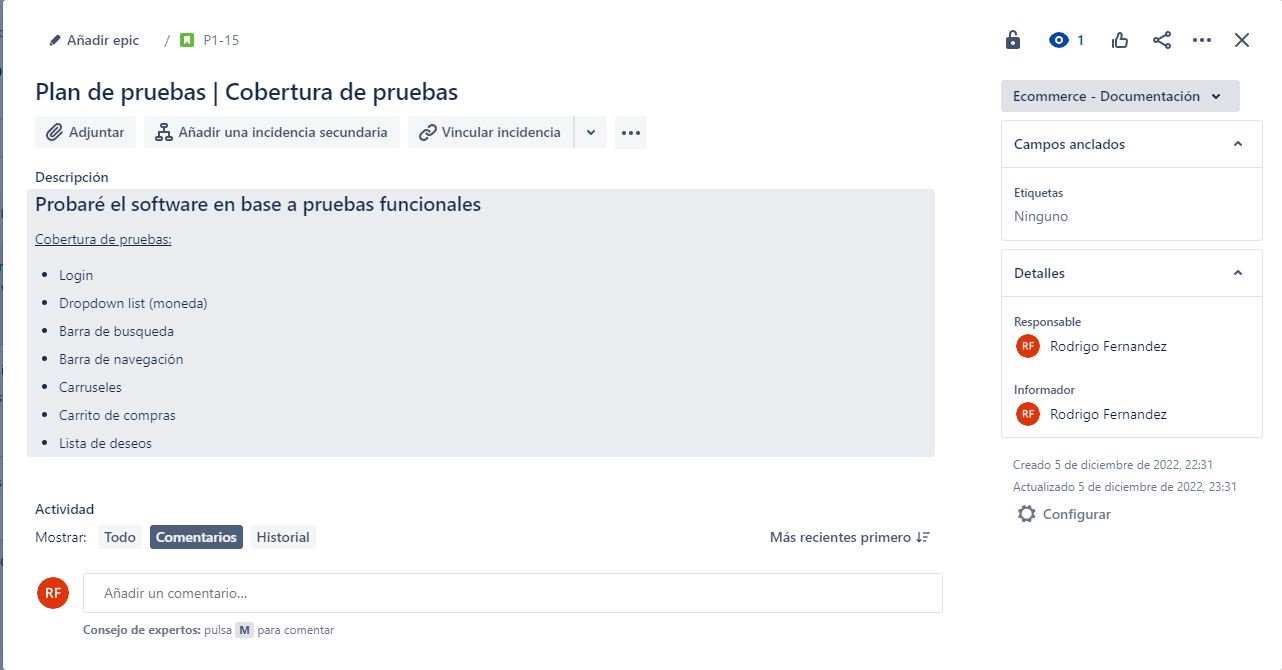 Añadir epic / P1-15
1
Plan de pruebas | Cobertura de pruebas
Adjuntar
Añadir una incidencia secundaria
Vincular incidencia
Descripción
Probaré el software en base a pruebas funcionales
Cobertura de pruebas:
Login
Dropdown list (moneda)
Barra de busqueda
Barra de navegación
Carruseles
Carrito de compras
Lista de deseos
Actividad
Mostrar: Todo Comentarios Historial
Más recientes primero
RF
Añadir un comentario...
Consejo de expertos: pulsa M para comentar
Ecommerce - Documentación
Campos anclados
Etiquetas
Ninguno
Detalles
Responsable
RF Rodrigo Fernandez
Informador
RF Rodrigo Fernandez
Creado 5 de diciembre de 2022, 22:31
Actualizado 5 de diciembre de 2022, 23:31
Configurar